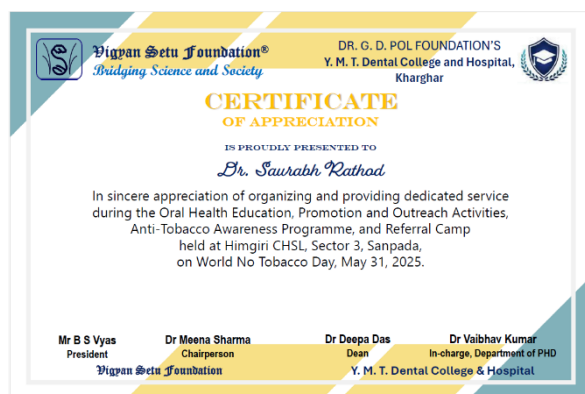 Vigyan Setu Foundation®
Bridging Science and Society
DR. G. D. POL FOUNDATION'S
Y. M. T. Dental College and Hospital,
Kharghar
CERTIFICATE
OF APPRECIATION
IS PROUDLY PRESENTED TO
Dr. Saurabh Rathod
In sincere appreciation of organizing and providing dedicated service
during the Oral Health Education, Promotion and Outreach Activities,
Anti-Tobacco Awareness Programme, and Referral Camp
held at Himgiri CHSL, Sector 3, Sanpada,
on World No Tobacco Day, May 31, 2025.
Mr B S Vyas
President
Dr Meena Sharma
Chairperson
Vigyan Setu Foundation
Dr Deepa Das
Dean
Dr Vaibhav Kumar
In-charge, Department of PHD
Y. M. T. Dental College & Hospital